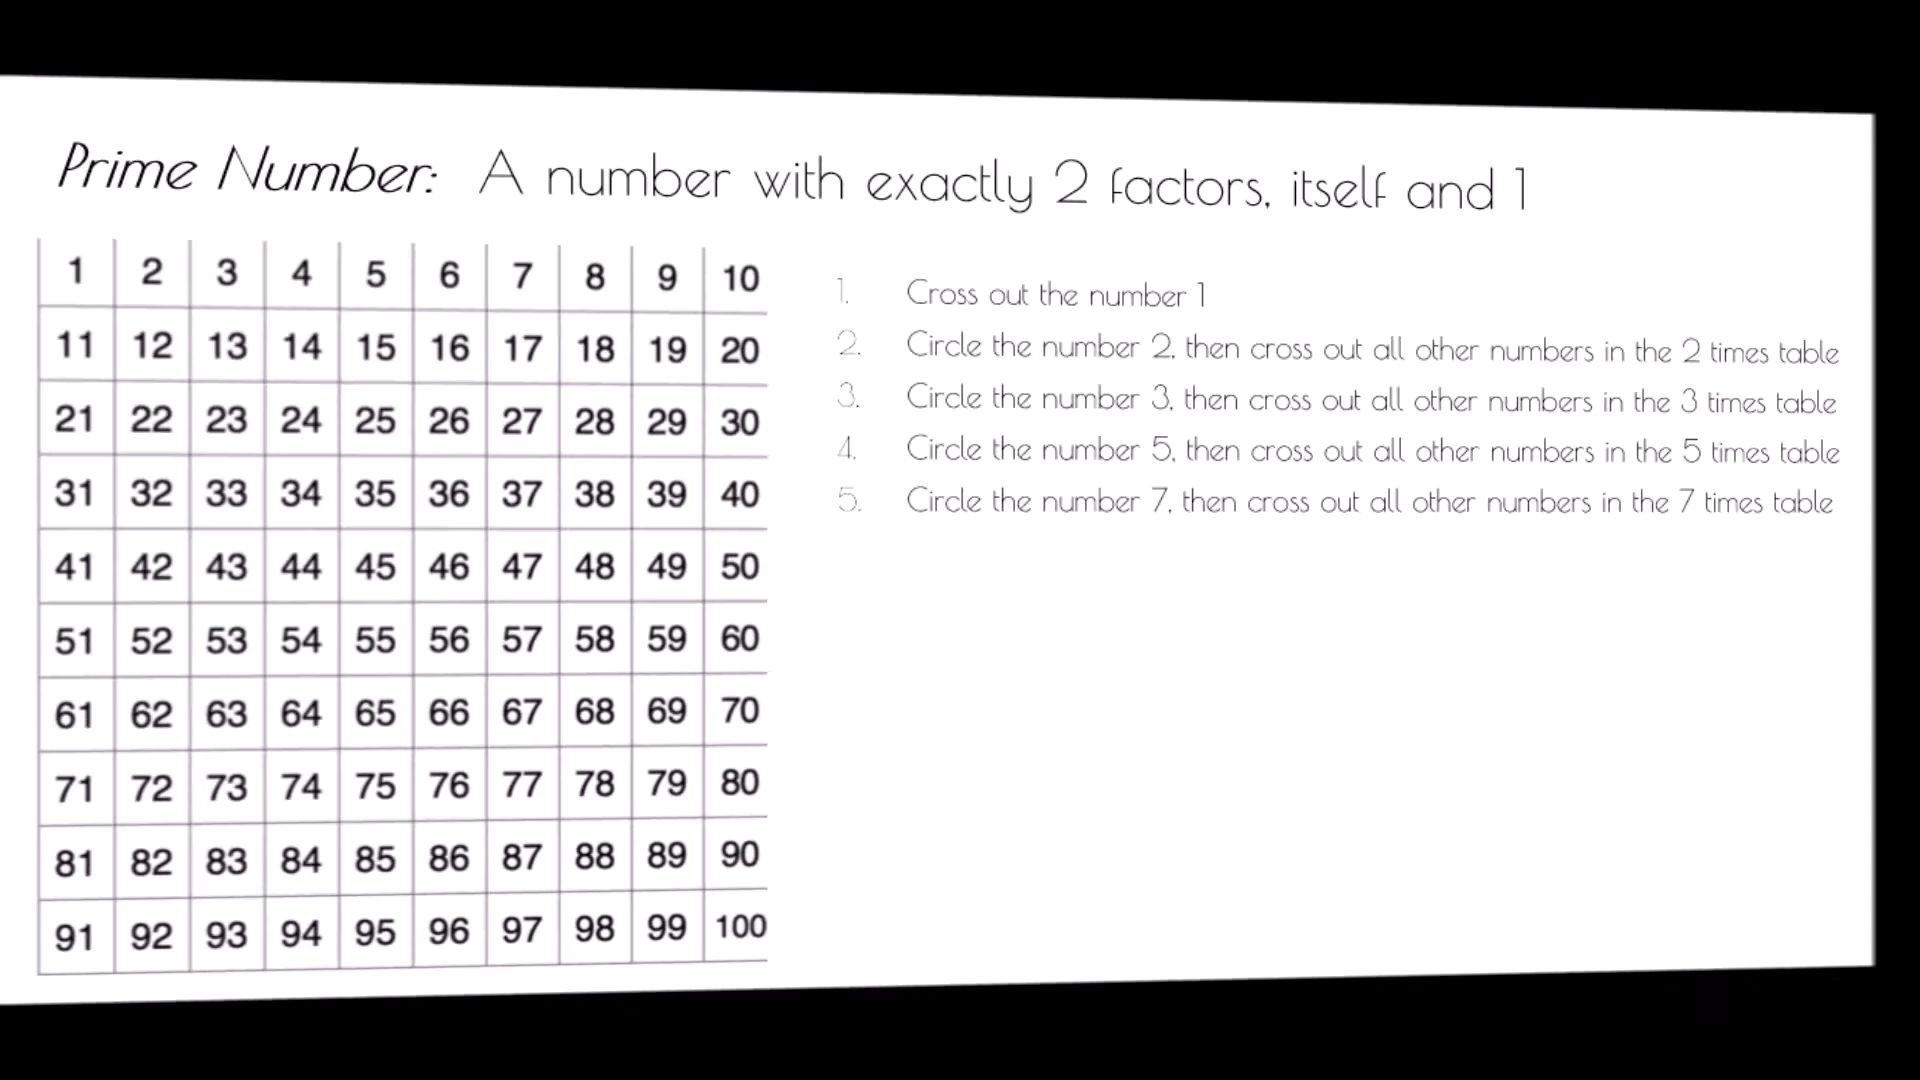 Prime Number: A number with exactly 2 factors, itself and 1
1 2 3 4 5 6 7 8 9 10
11 12 13 14 15 16 17 18 19 20
21 22 23 24 25 26 27 28 29 30
31 32 33 34 35 36 37 38 39 40
41 42 43 44 45 46 47 48 49 50
51 52 53 54 55 56 57 58 59 60
61 62 63 64 65 66 67 68 69 70
71 72 73 74 75 76 77 78 79 80
81 82 83 84 85 86 87 88 89 90
91 92 93 94 95 96 97 98 99 100
1. Cross out the number 1
2. Circle the number 2, then cross out all other numbers in the 2 times table
3. Circle the number 3, then cross out all other numbers in the 3 times table
4. Circle the number 5, then cross out all other numbers in the 5 times table
5. Circle the number 7, then cross out all other numbers in the 7 times table